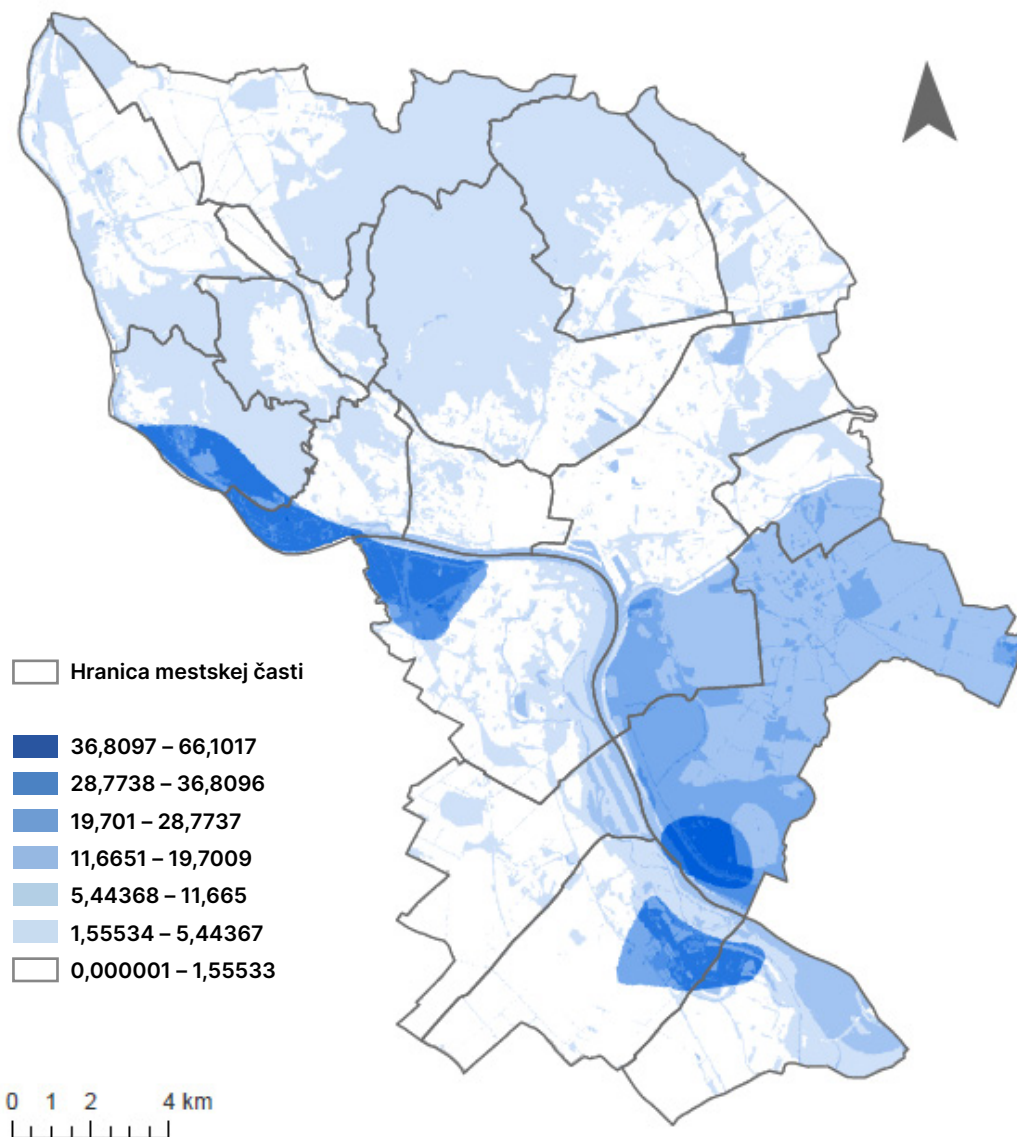 Hranica mestskej časti
36,8097 – 66,1017
28,7738 – 36,8096
19,701 – 28,7737
11,6651 – 19,7009
5,44368 – 11,665
1,55534 – 5,44367
0,000001 – 1,55533
0 1 2 4 km